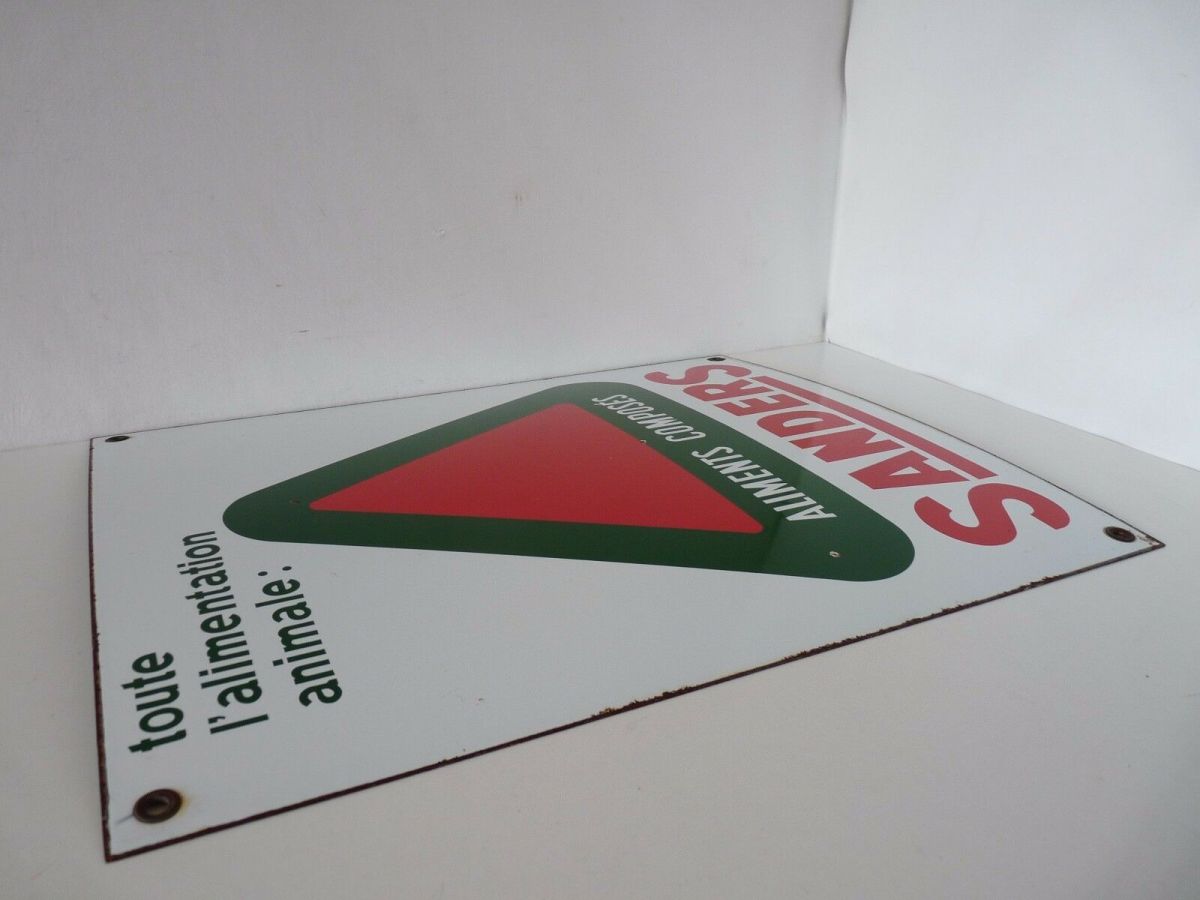 toute
l'alimentation
animale:
ALIMENTS COMPOSÉS
SANDERS